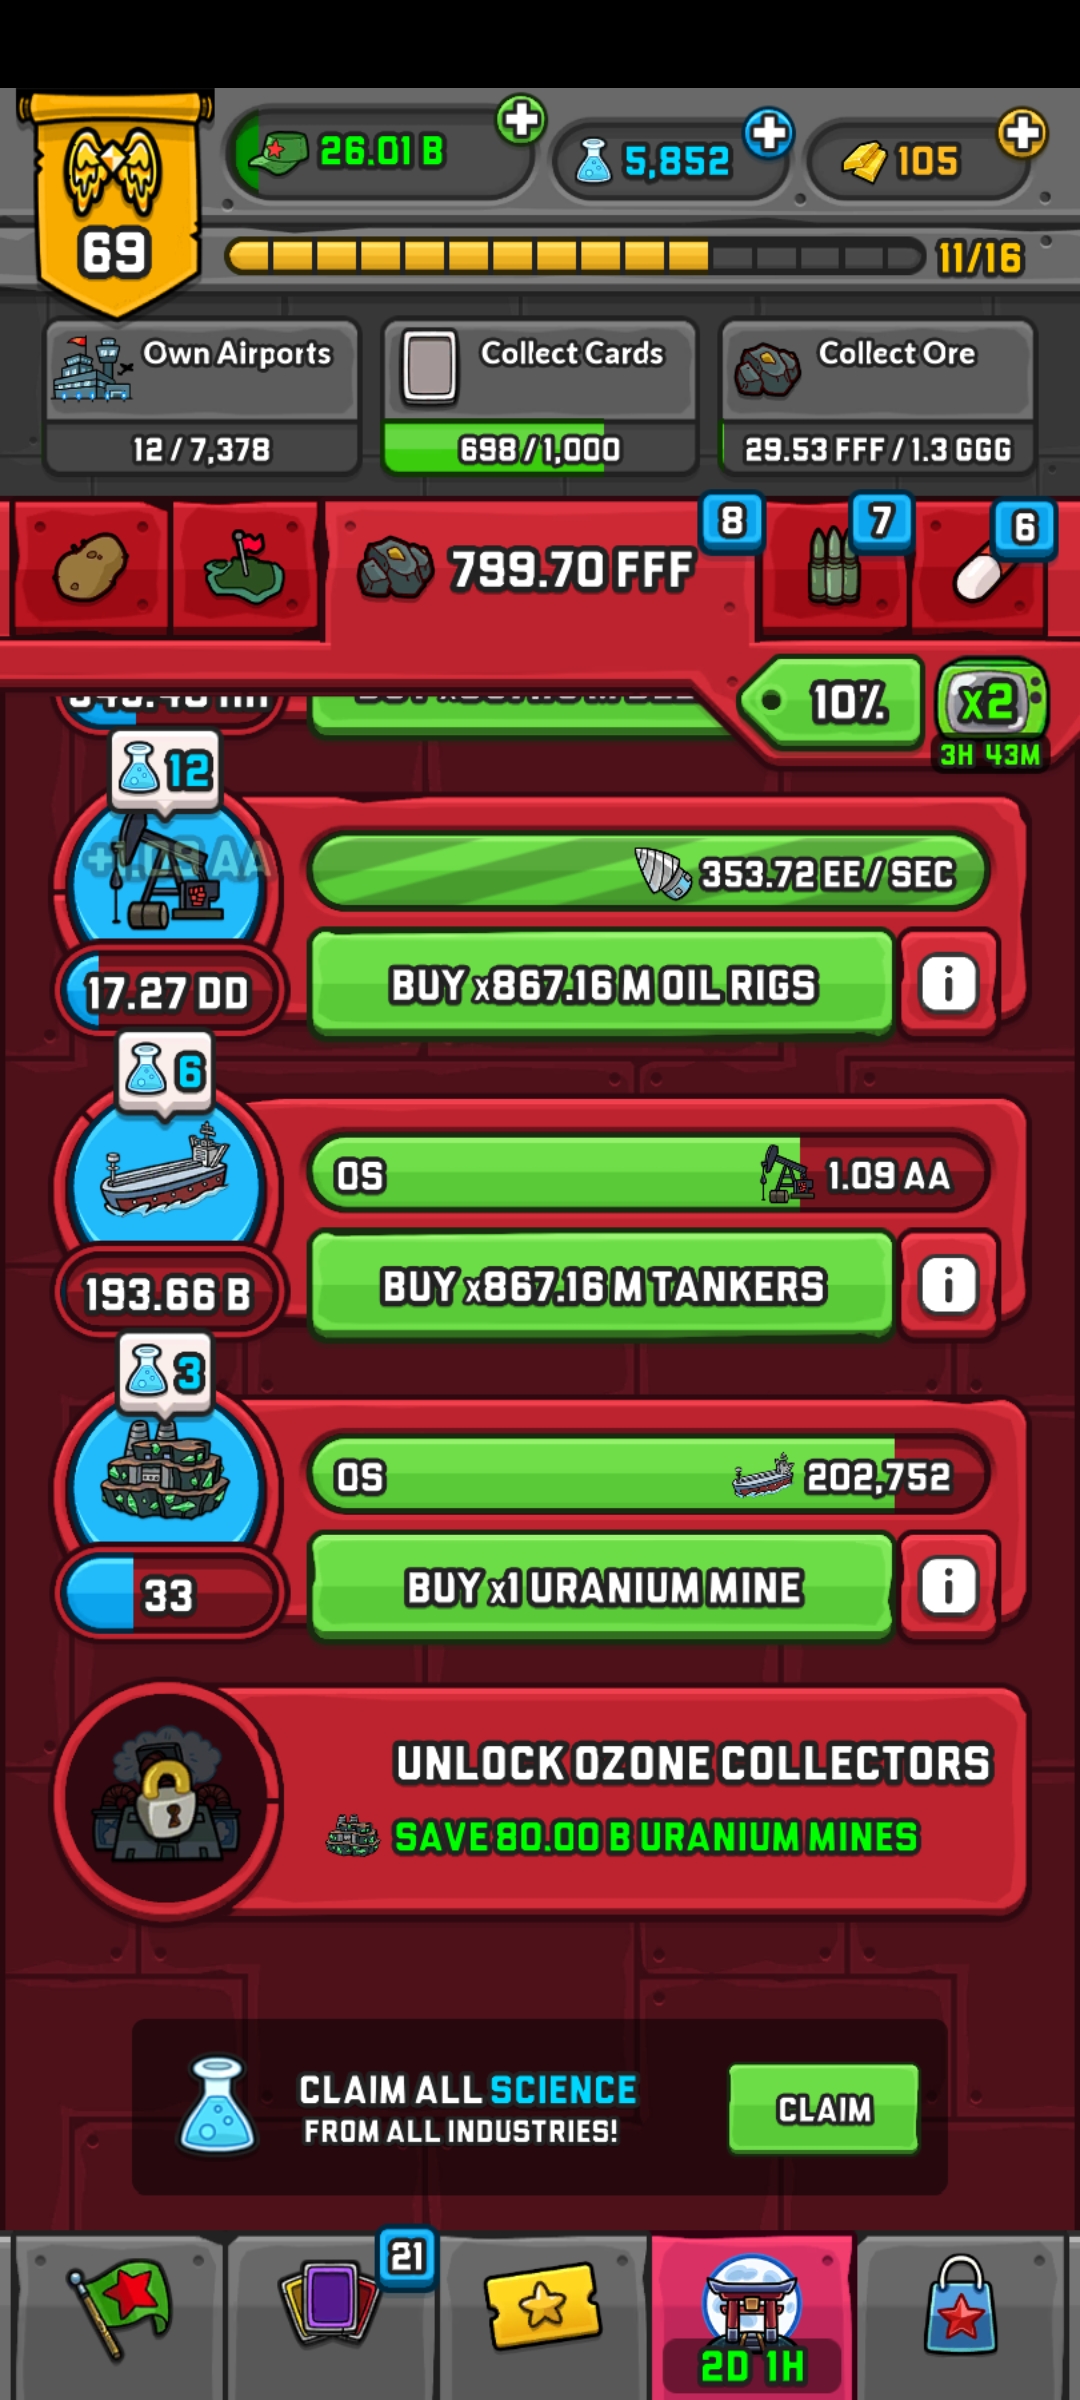 69
26.01 B
5,852
105
11/16
Own Airports
12 / 7,378
Collect Cards
698 / 1,000
Collect Ore
29.53 FFF / 1.3 GGG
799.70 FFF
8
7
6
10%
x2
3H 43M
12
+1.09 AA
353.72 EE / SEC
17.27 DD
BUY x867.16 M OIL RIGS
i
6
0S
1.09 AA
193.66 B
BUY x867.16 M TANKERS
i
3
0S
202,752
33
BUY x1 URANIUM MINE
i
UNLOCK OZONE COLLECTORS
SAVE 80.00 B URANIUM MINES
CLAIM ALL SCIENCE
FROM ALL INDUSTRIES!
CLAIM
21
2D 1H